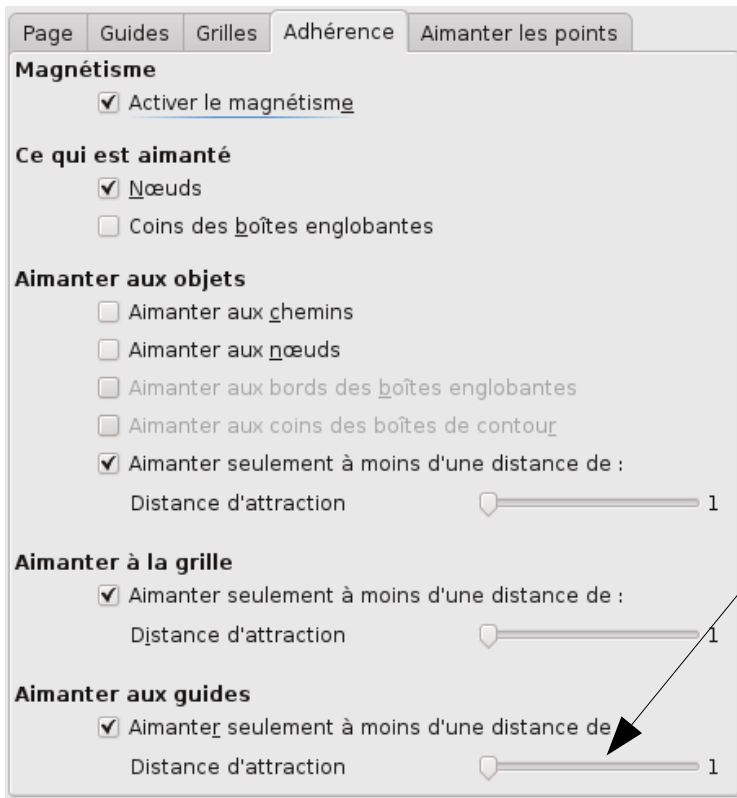 Page Guides Grilles Adhérence Aimanter les points
Magnétisme
Activer le magnétisme
Ce qui est aimanté
Nœuds
Coins des boîtes englobantes
Aimanter aux objets
Aimanter aux chemins
Aimanter aux nœuds
Aimanter aux bords des boîtes englobantes
Aimanter aux coins des boîtes de contour
Aimanter seulement à moins d'une distance de :
Distance d'attraction 1
Aimanter à la grille
Aimanter seulement à moins d'une distance de :
Distance d'attraction 1
Aimanter aux guides
Aimanter seulement à moins d'une distance de
Distance d'attraction 1